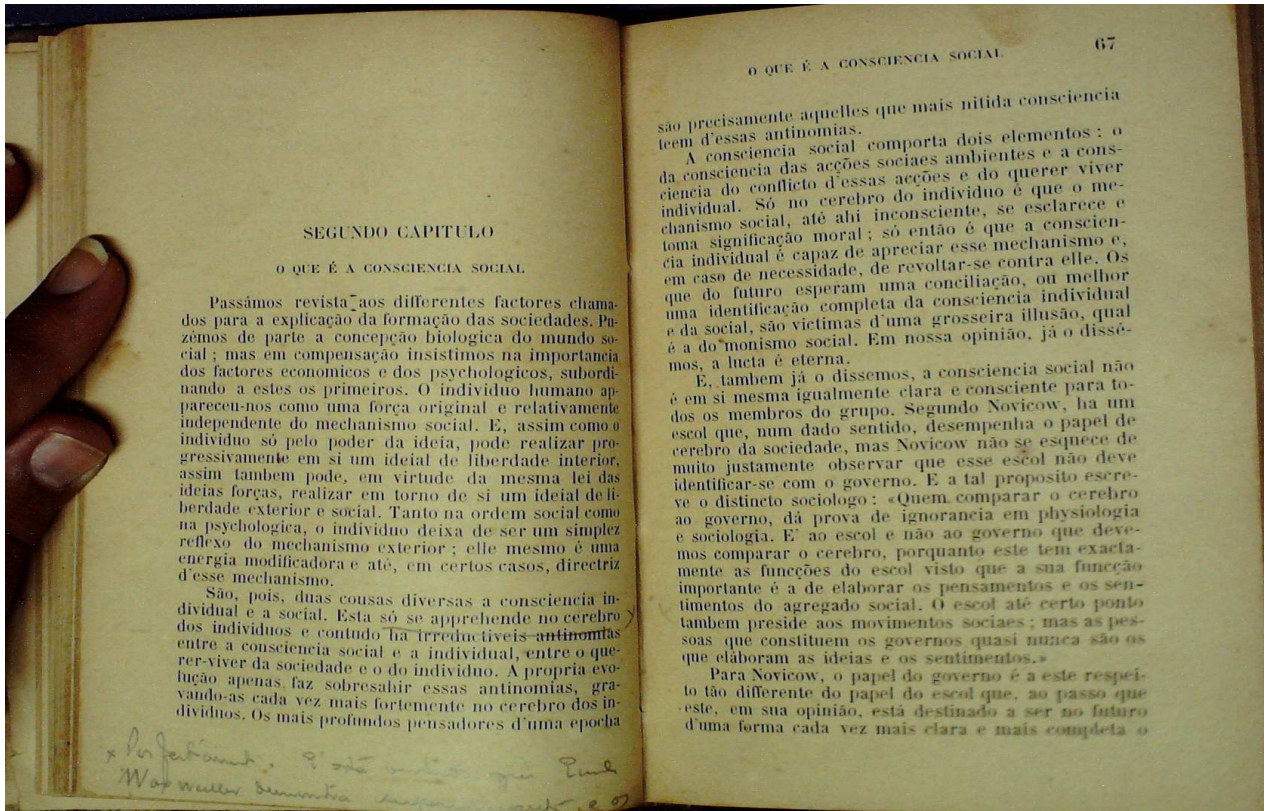 SEGUNDO CAPITULO
O QUE É A CONSCIENCIA SOCIAL
Passámos revista aos differentes factores chama-
dos para a explicação da formação das sociedades. Pu-
zémos de parte a concepção biologica do mundo so-
cial; mas em compensação insistimos na importancia
dos factores economicos e dos psychologicos, subordi-
nando a estes os primeiros. O individuo humano ap-
pareceu-nos como uma força original e relativamente
independente do mechanismo social. E, assim como o
individuo só pelo poder da ideia, pode realizar pro-
gressivamente em si um ideial de liberdade interior,
assim tambem pode, em virtude da mesma lei das
ideias forças, realizar em torno de si um ideial de li-
berdade exterior e social. Tanto na ordem social como
na psychologica, o individuo deixa de ser um simplez
reflexo do mechanismo exterior; elle mesmo é uma
energia modificadora e até, em certos casos, directriz
d'esse mechanismo.
São, pois, duas cousas diversas a consciencia in-
dividual e a social. Esta só se apprehende no cerebro
dos individuos e contudo ha irreductiveis antinomias
entre a consciencia social e a individual, entre o que-
rer-viver da sociedade e o do individuo. A propria evo-
lução apenas faz sobresahir essas antinomias, gra-
vando-as cada vez mais fortemente no cerebro dos in-
dividuos. Os mais profundos pensadores d'uma epocha
O QUE É A CONSCIENCIA SOCIAL 67
são precisamente aquelles que mais nitida consciencia
teem d'essas antinomias.
A consciencia social comporta dois elementos: o
da consciencia das acções sociaes ambientes e a cons-
ciencia do conflicto d'essas acções e do querer viver
individual. Só no cerebro do individuo é que o me-
chanismo social, até ahi inconsciente, se esclarece e
toma significação moral; só então é que a conscien-
cia individual é capaz de apreciar esse mechanismo e,
em caso de necessidade, de revoltar-se contra elle. Os
que do futuro esperam uma conciliação, ou melhor
uma identificação completa da consciencia individual
e da social, são victimas d'uma grosseira illusão, qual
é a do monismo social. Em nossa opinião, já o dissé-
mos, a lucta é eterna.
E, tambem já o dissemos, a consciencia social não
é em si mesma igualmente clara e consciente para to-
dos os membros do grupo. Segundo Novicow, ha um
escol que, num dado sentido, desempenha o papel de
cerebro da sociedade, mas Novicow não se esquece de
muito justamente observar que esse escol não deve
identificar-se com o governo. E a tal proposito escre-
ve o distincto sociologo: «Quem comparar o cerebro
ao governo, dá prova de ignorancia em physiologia
e sociologia. E' ao escol e não ao governo que deve-
mos comparar o cerebro, porquanto este tem exacta-
mente as funcções do escol visto que a sua funcção
importante é a de elaborar os pensamentos e os sen-
timentos do agregado social. O escol até certo ponto
tambem preside aos movimentos sociaes; mas as pes-
soas que constituem os governos quasi nunca são os
que elaboram as ideias e os sentimentos.»
Para Novicow, o papel do governo é a este respei-
to tão differente do papel do escol que, ao passo que
este, em sua opinião, está destinado a ser no futuro
d'uma forma cada vez mais clara e mais completa o